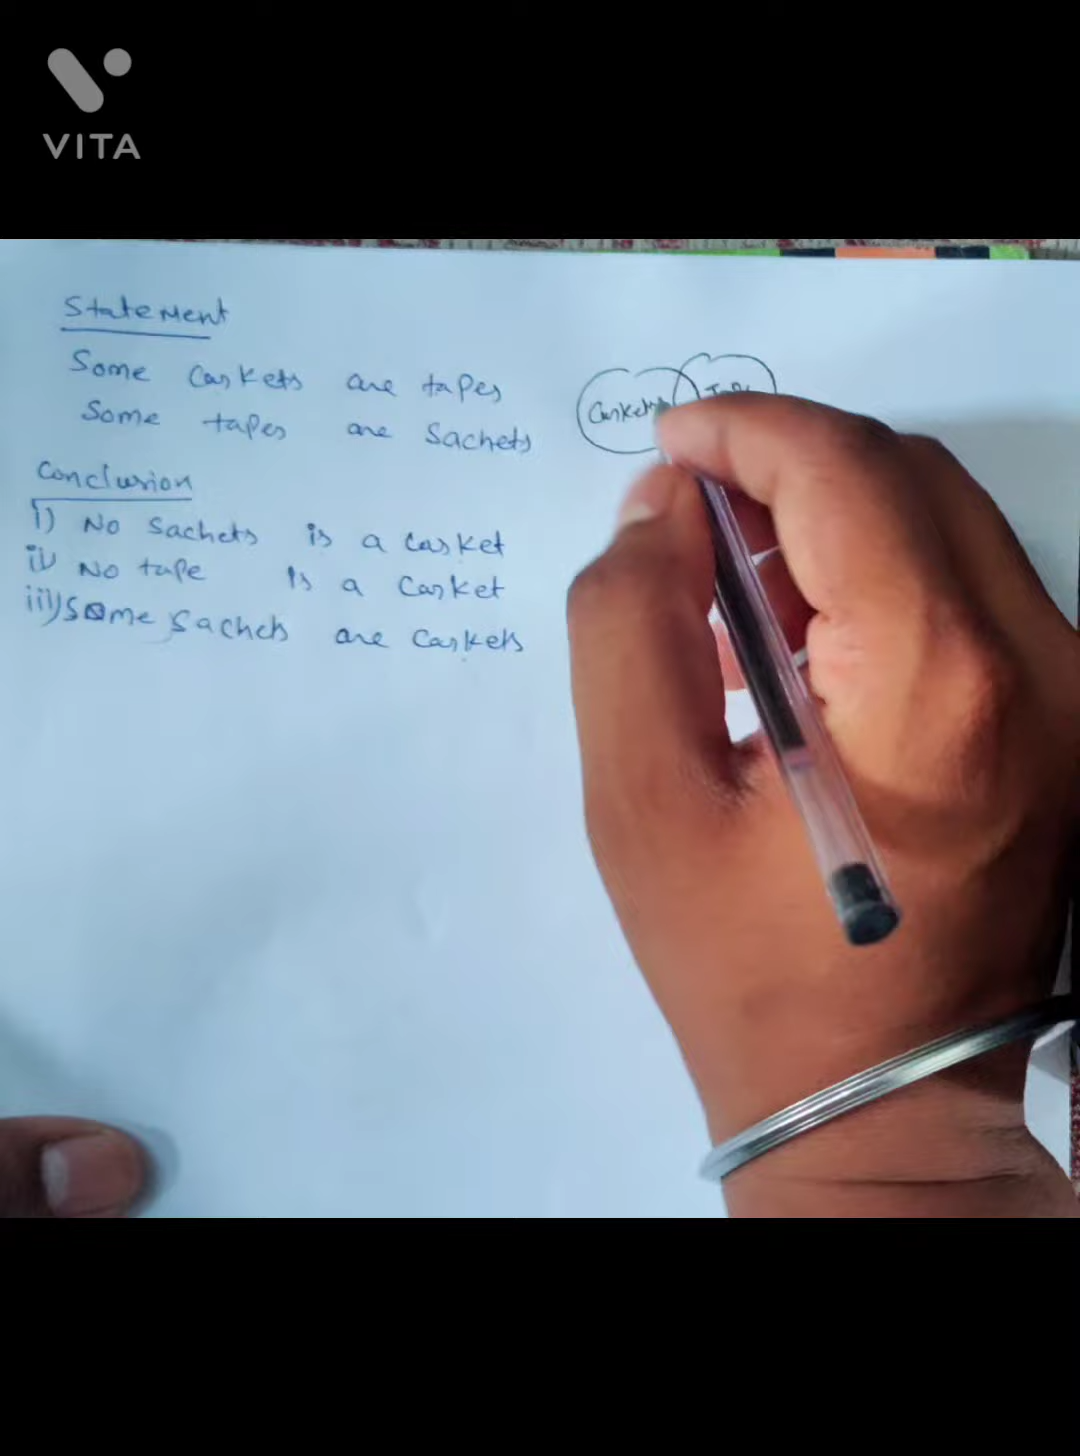 VITA
Statement
Some Caskets are tapes
Some tapes are Sachets
Conclusion
i) No Sachets is a Casket
ii) No tape is a Casket
iii) Some Sachets are Caskets
Caskets